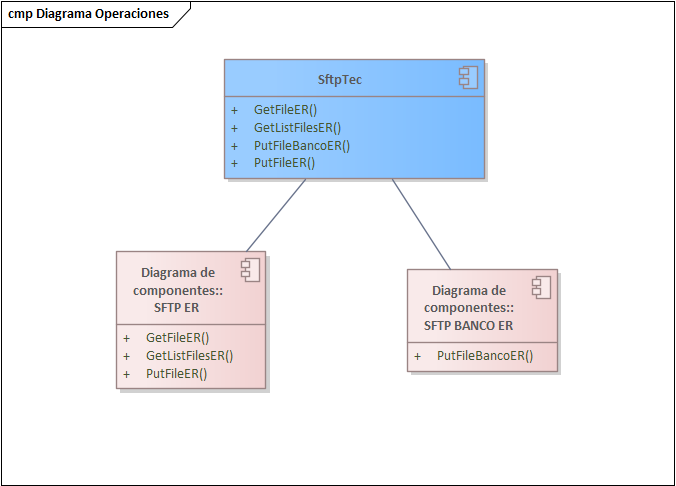 cmp Diagrama Operaciones
SftpTec
+ GetFileER()
+ GetListFilesER()
+ PutFileBancoER()
+ PutFileER()
Diagrama de
componentes::
SFTP ER
+ GetFileER()
+ GetListFilesER()
+ PutFileER()
Diagrama de
componentes::
SFTP BANCO ER
+ PutFileBancoER()